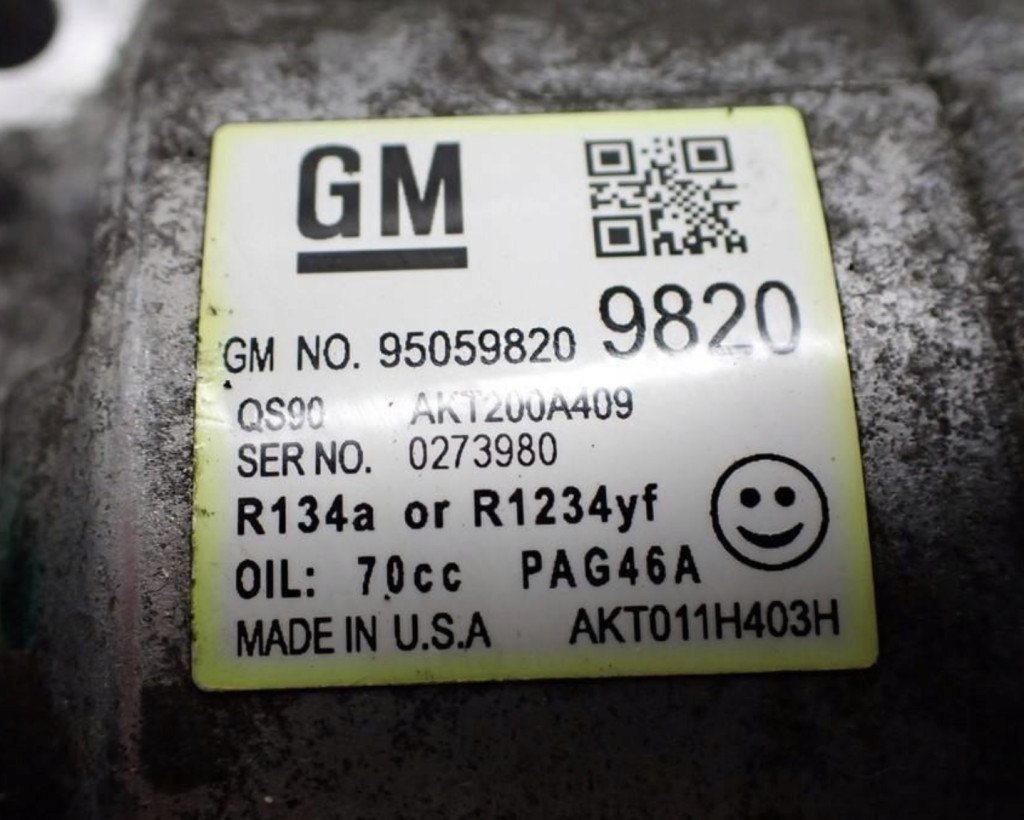 GM
9820
GM NO. 95059820
QS90 AKT200A409
SER NO. 0273980
R134a or R1234yf
OIL: 70cc PAG46A
MADE IN U.S.A AKT011H403H